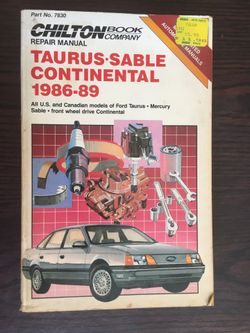 Part No. 7830
CHILTON BOOK COMPANY
REPAIR MANUAL
TAURUS·SABLE
CONTINENTAL
1986-89
All U.S. and Canadian models of Ford Taurus • Mercury
Sable • front wheel drive Continental